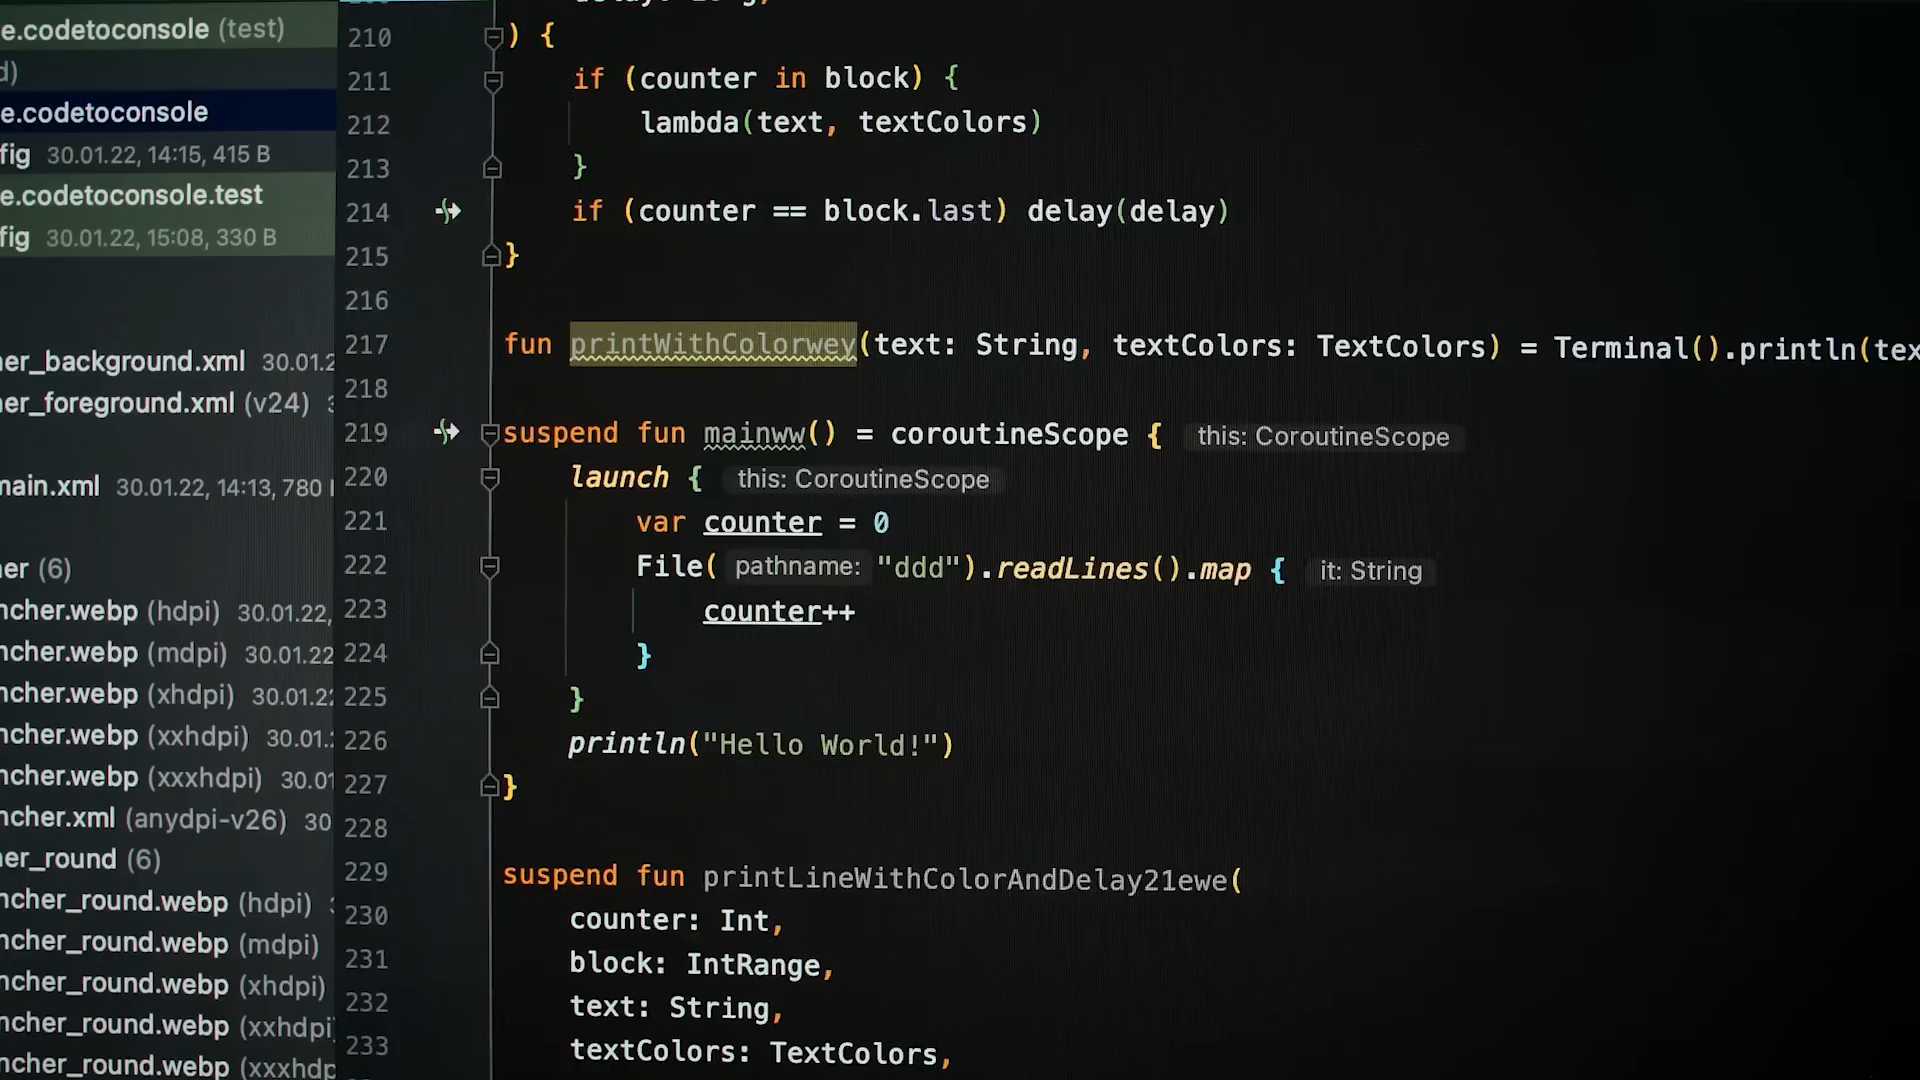 e.codetoconsole (test)
d)
e.codetoconsole
fig 30.01.22, 14:15, 415 B
e.codetoconsole.test
fig 30.01.22, 15:08, 330 B
er_background.xml 30.01.2
er_foreground.xml (v24)
main.xml 30.01.22, 14:13, 780
er (6)
ncher.webp (hdpi) 30.01.22,
ncher.webp (mdpi) 30.01.22
ncher.webp (xhdpi) 30.01.2
ncher.webp (xxhdpi) 30.01.
ncher.webp (xxxhdpi) 30.01
ncher.xml (anydpi-v26) 30
er_round (6)
ncher_round.webp (hdpi)
ncher_round.webp (mdpi)
ncher_round.webp (xhdpi)
ncher_round.webp (xxhdpi
ncher_round.webp (xxxhdp
210 ) {
211 if (counter in block) {
212 lambda(text, textColors)
213 }
214 if (counter == block.last) delay(delay)
215 }
216
217 fun printWithColorwey(text: String, textColors: TextColors) = Terminal().println(tex
218
219 suspend fun mainww() = coroutineScope { this: CoroutineScope
220 launch { this: CoroutineScope
221 var counter = 0
222 File( pathname: "ddd").readLines().map { it: String
223 counter++
224 }
225 }
226 println("Hello World!")
227 }
228
229 suspend fun printLineWithColorAndDelay21ewe(
230 counter: Int,
231 block: IntRange,
232 text: String,
233 textColors: TextColors,